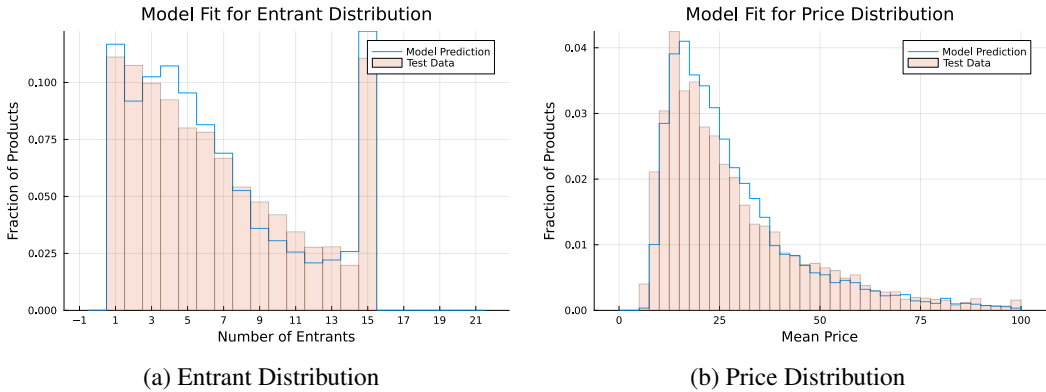 Model Fit for Entrant Distribution
Model Prediction
Test Data
Fraction of Products
0.100
0.075
0.050
0.025
0.000
−1 1 3 5 7 9 11 13 15 17 19 21
Number of Entrants
(a) Entrant Distribution
Model Fit for Price Distribution
Model Prediction
Test Data
Fraction of Products
0.04
0.03
0.02
0.01
0.00
0 25 50 75 100
Mean Price
(b) Price Distribution